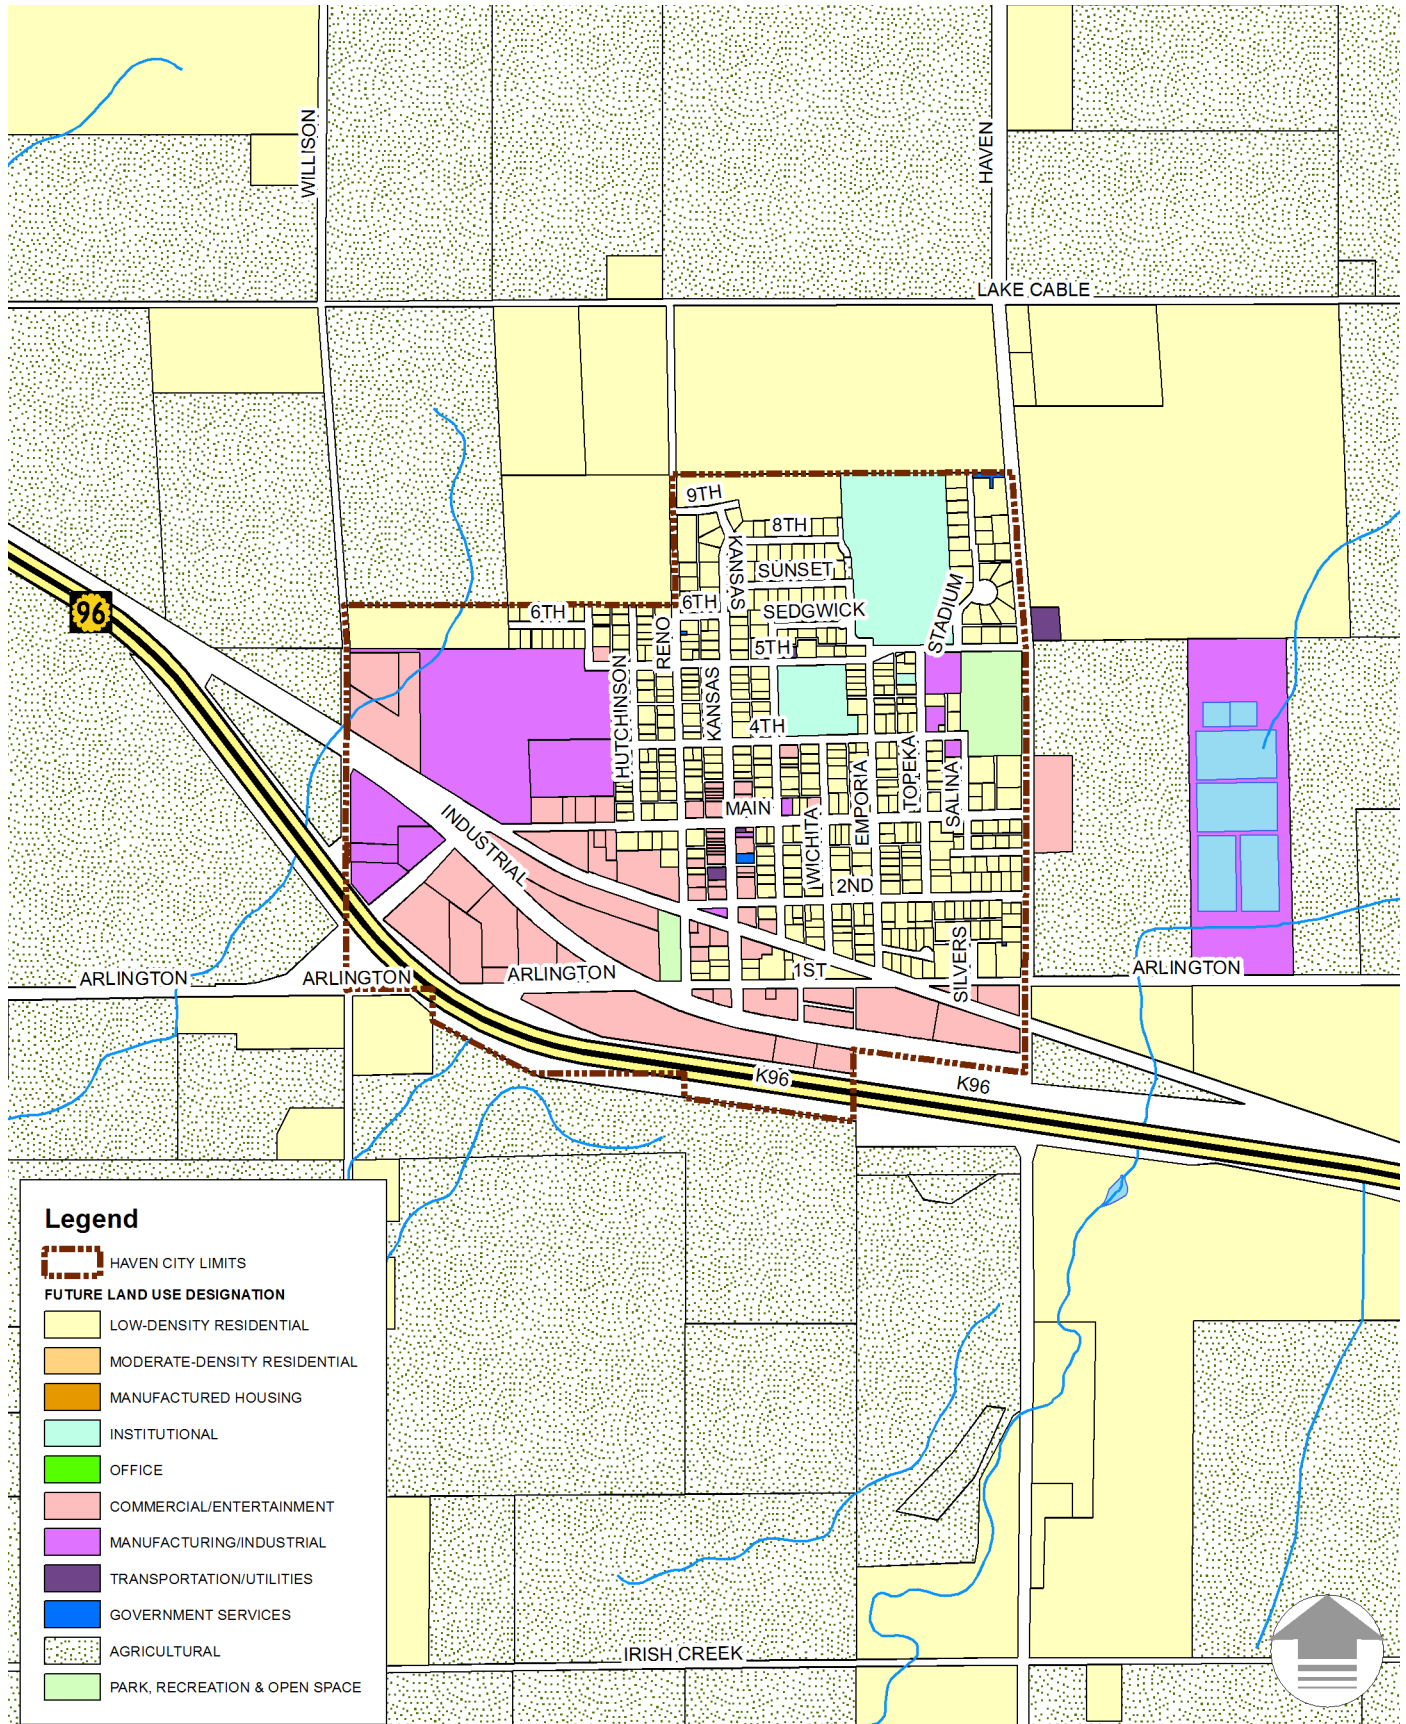 WILLISON
HAVEN
LAKE CABLE
9TH
8TH
KANSAS
SUNSET
6TH
6TH
SEDGWICK
STADIUM
96
RENO
5TH
HUTCHINSON
KANSAS
4TH
TOPEKA
EMPORIA
SALINA
MAIN
INDUSTRIAL
WICHITA
2ND
SILVERS
ARLINGTON
ARLINGTON
ARLINGTON
1ST
ARLINGTON
K96
K96
Legend
HAVEN CITY LIMITS
FUTURE LAND USE DESIGNATION
LOW-DENSITY RESIDENTIAL
MODERATE-DENSITY RESIDENTIAL
MANUFACTURED HOUSING
INSTITUTIONAL
OFFICE
COMMERCIAL/ENTERTAINMENT
MANUFACTURING/INDUSTRIAL
TRANSPORTATION/UTILITIES
GOVERNMENT SERVICES
AGRICULTURAL
PARK, RECREATION & OPEN SPACE
IRISH CREEK